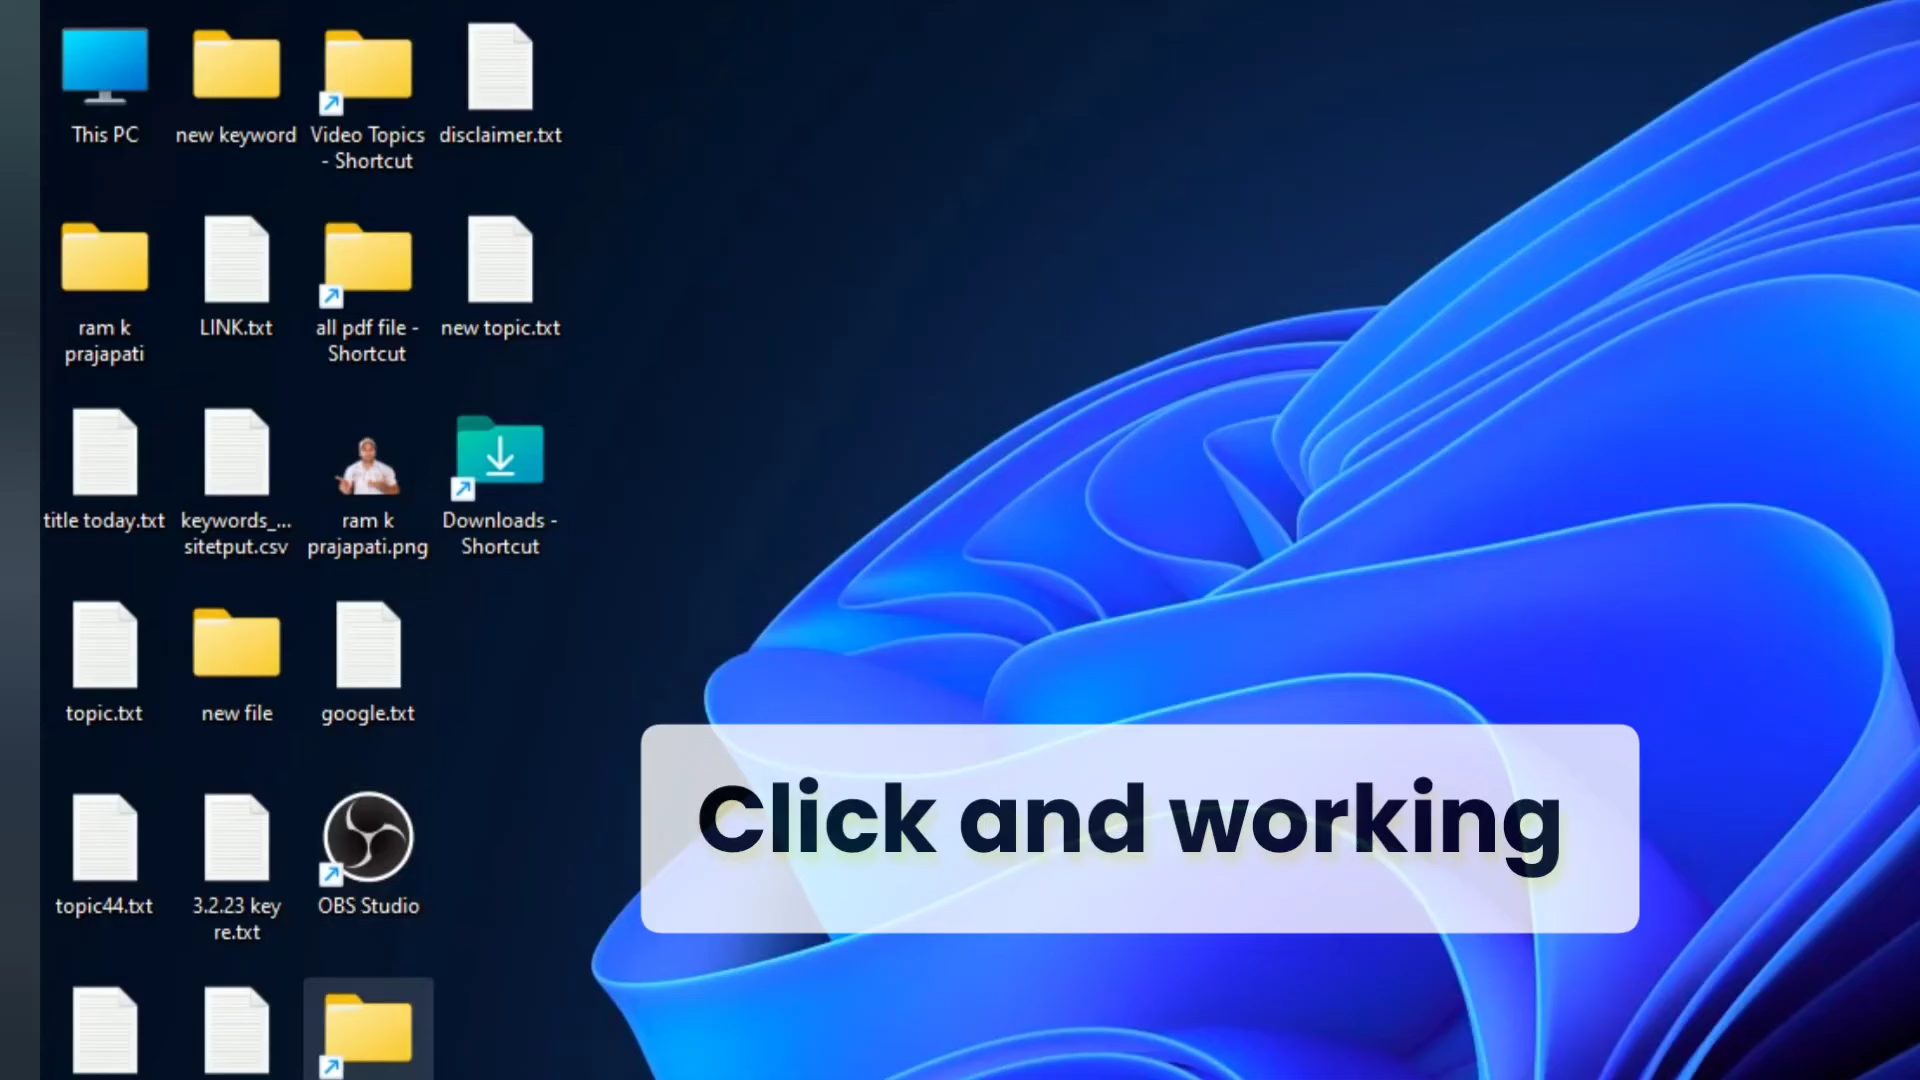 This PC
new keyword
Video Topics
- Shortcut
disclaimer.txt
ram k
prajapati
LINK.txt
all pdf file -
Shortcut
new topic.txt
title today.txt
keywords_...
sitetput.csv
ram k
prajapati.png
Downloads -
Shortcut
topic.txt
new file
google.txt
topic44.txt
3.2.23 key
re.txt
OBS Studio
Click and working